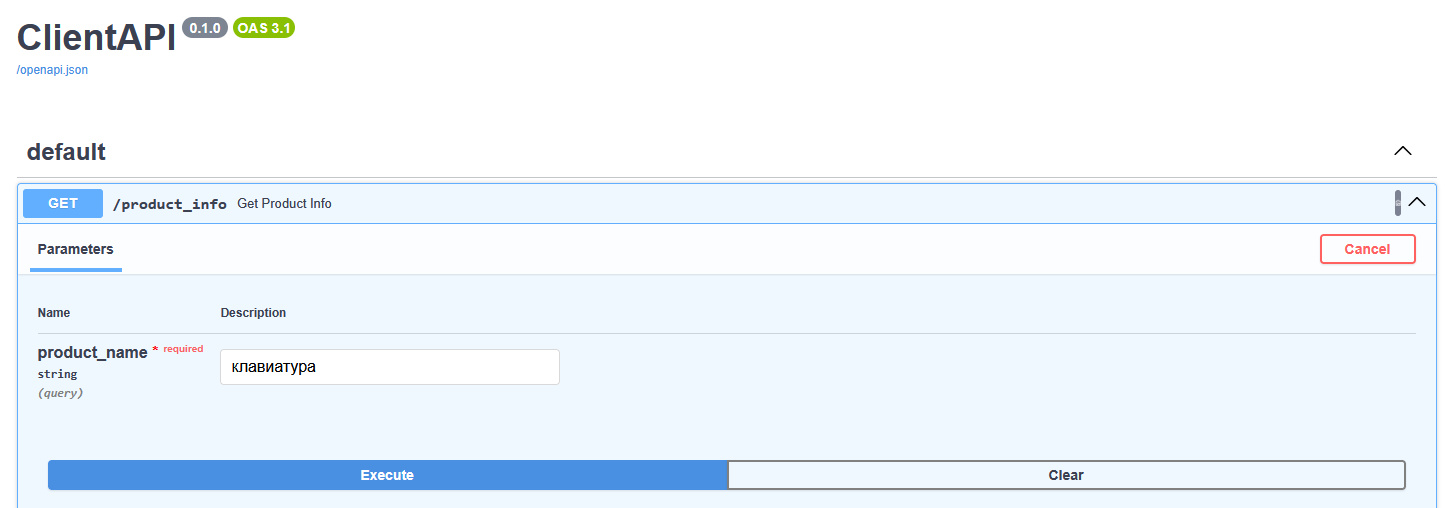 ClientAPI 0.1.0 OAS 3.1
/openapi.json
default
GET /product_info Get Product Info
Parameters Cancel
Name Description
product_name * required клавиатура
string
(query)
Execute Clear